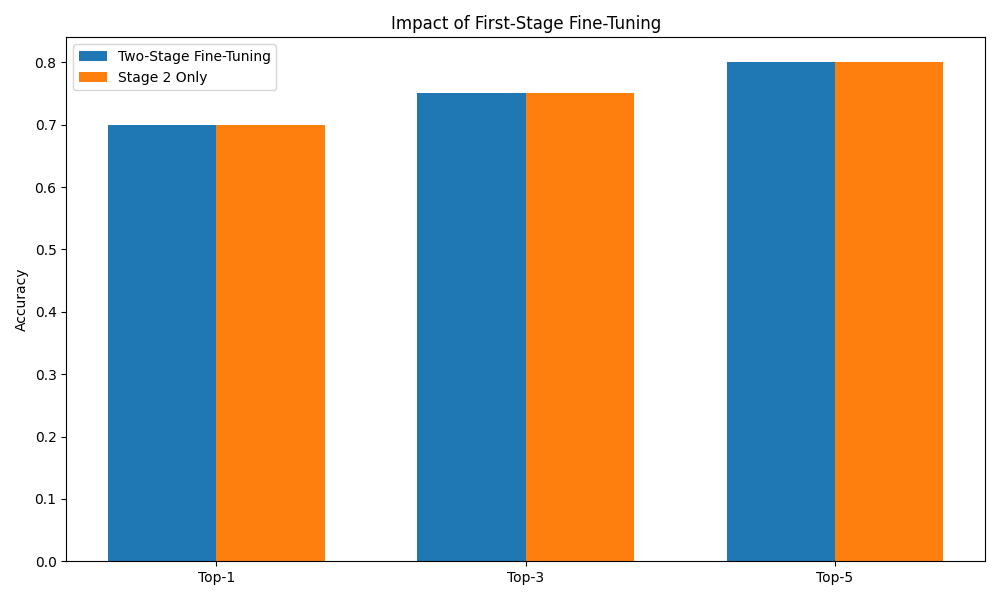 Impact of First-Stage Fine-Tuning
Two-Stage Fine-Tuning
Stage 2 Only
Accuracy
0.8
0.7
0.6
0.5
0.4
0.3
0.2
0.1
0.0
Top-1
Top-3
Top-5